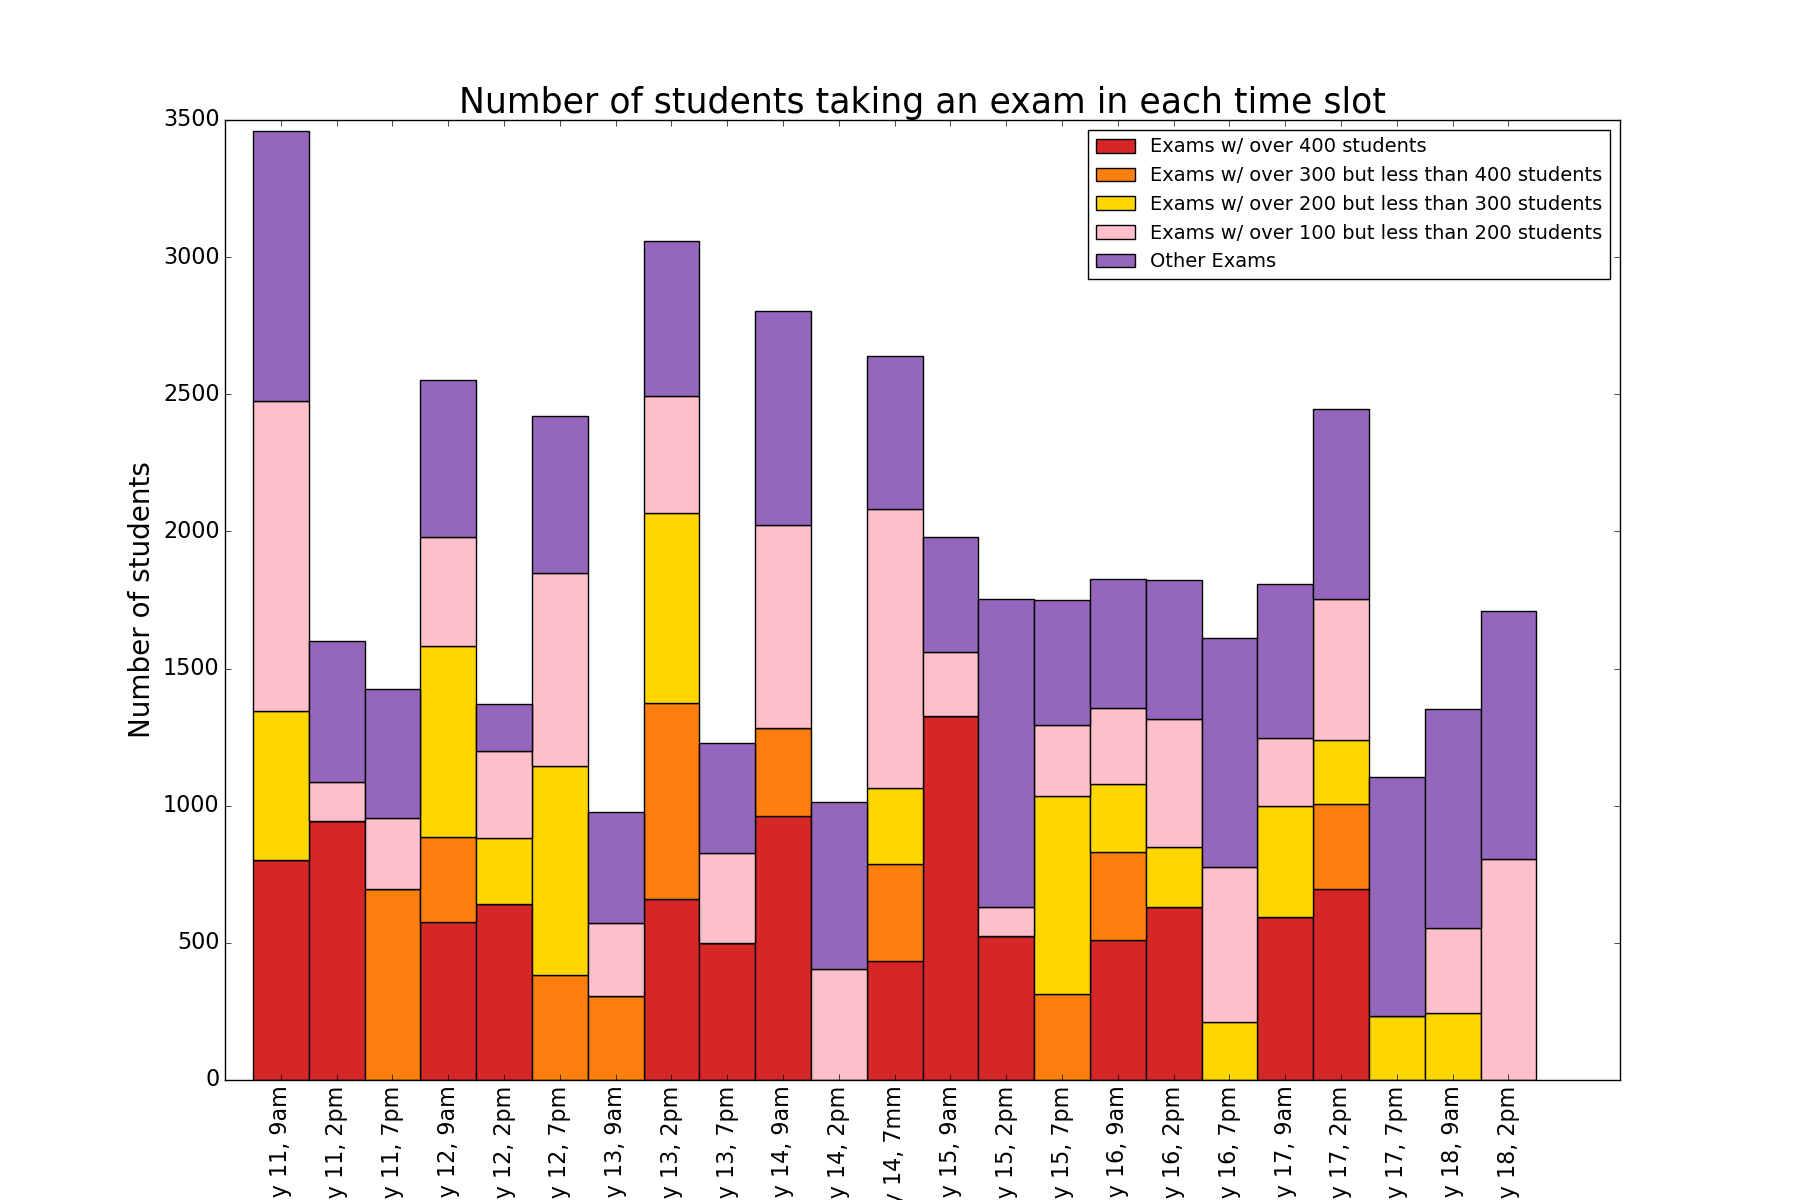 Number of students taking an exam in each time slot
Exams w/ over 400 students
Exams w/ over 300 but less than 400 students
Exams w/ over 200 but less than 300 students
Exams w/ over 100 but less than 200 students
Other Exams
Number of students
3500
3000
2500
2000
1500
1000
500
0
y 11, 9am
y 11, 2pm
y 11, 7pm
y 12, 9am
y 12, 2pm
y 12, 7pm
y 13, 9am
y 13, 2pm
y 13, 7pm
y 14, 9am
y 14, 2pm
y 14, 7mm
y 15, 9am
y 15, 2pm
y 15, 7pm
y 16, 9am
y 16, 2pm
y 16, 7pm
y 17, 9am
y 17, 2pm
y 17, 7pm
y 18, 9am
y 18, 2pm